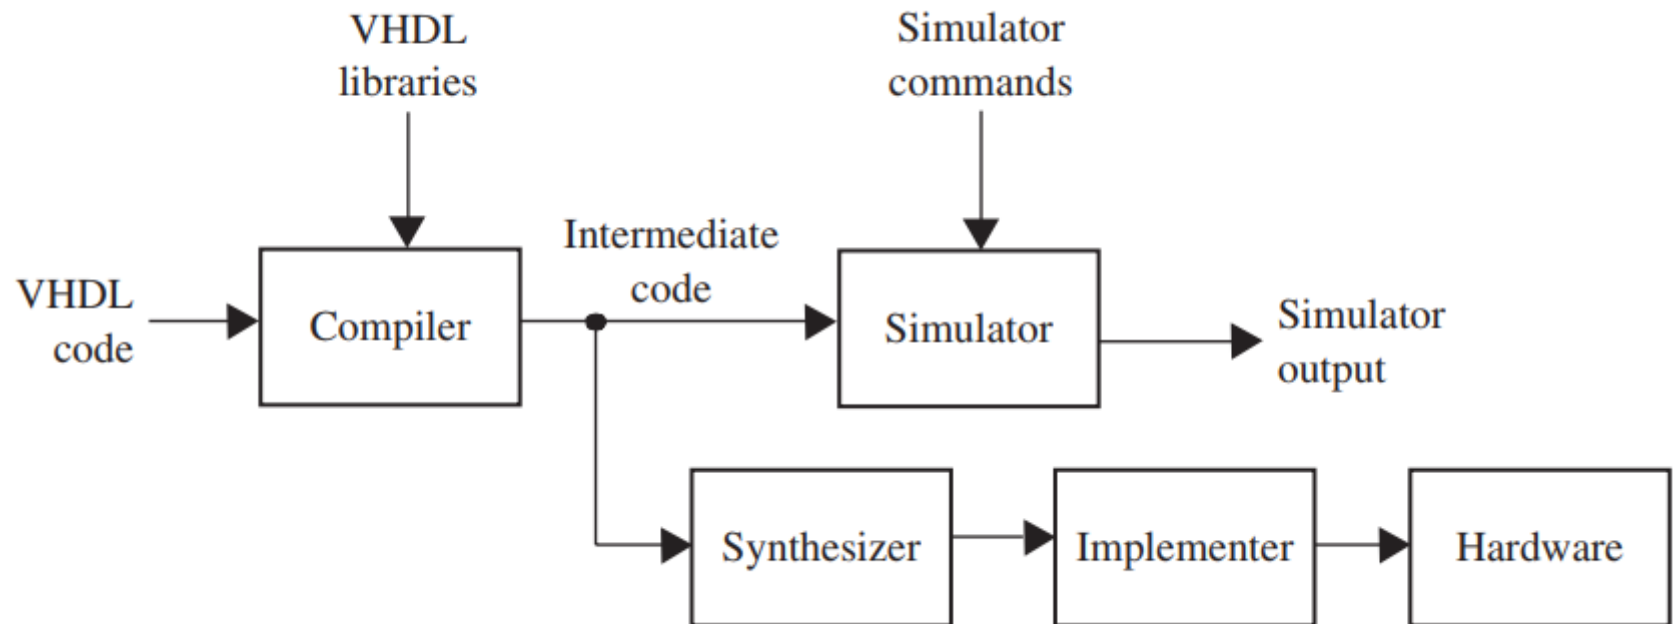 VHDL
libraries
Simulator
commands
VHDL
code
Compiler
Intermediate
code
Simulator
Simulator
output
Synthesizer
Implementer
Hardware